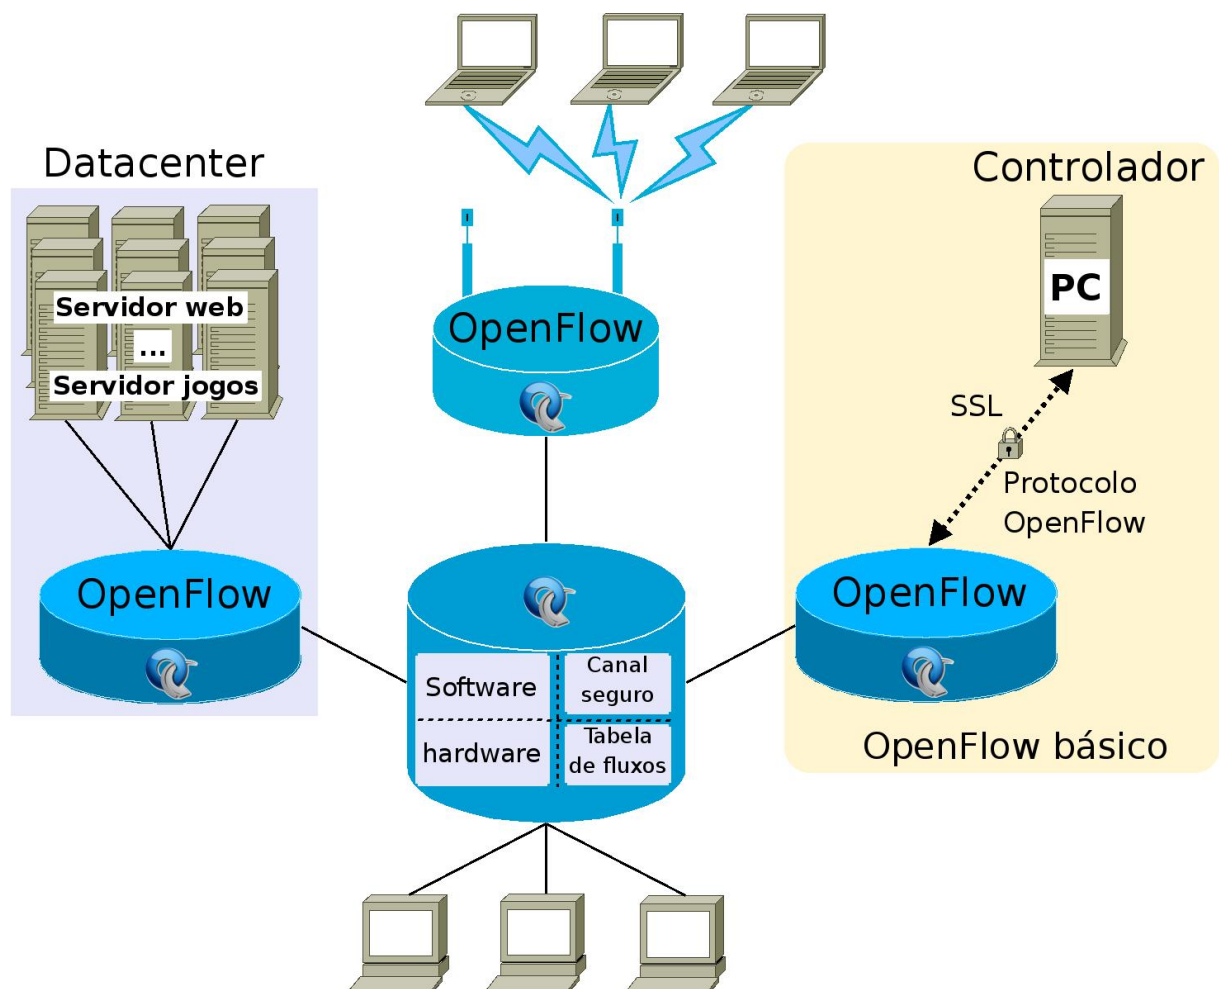 Datacenter
Servidor web
...
Servidor jogos
OpenFlow
OpenFlow
Software
Canal
seguro
hardware
Tabela
de fluxos
Controlador
PC
SSL
Protocolo
OpenFlow
OpenFlow
OpenFlow básico